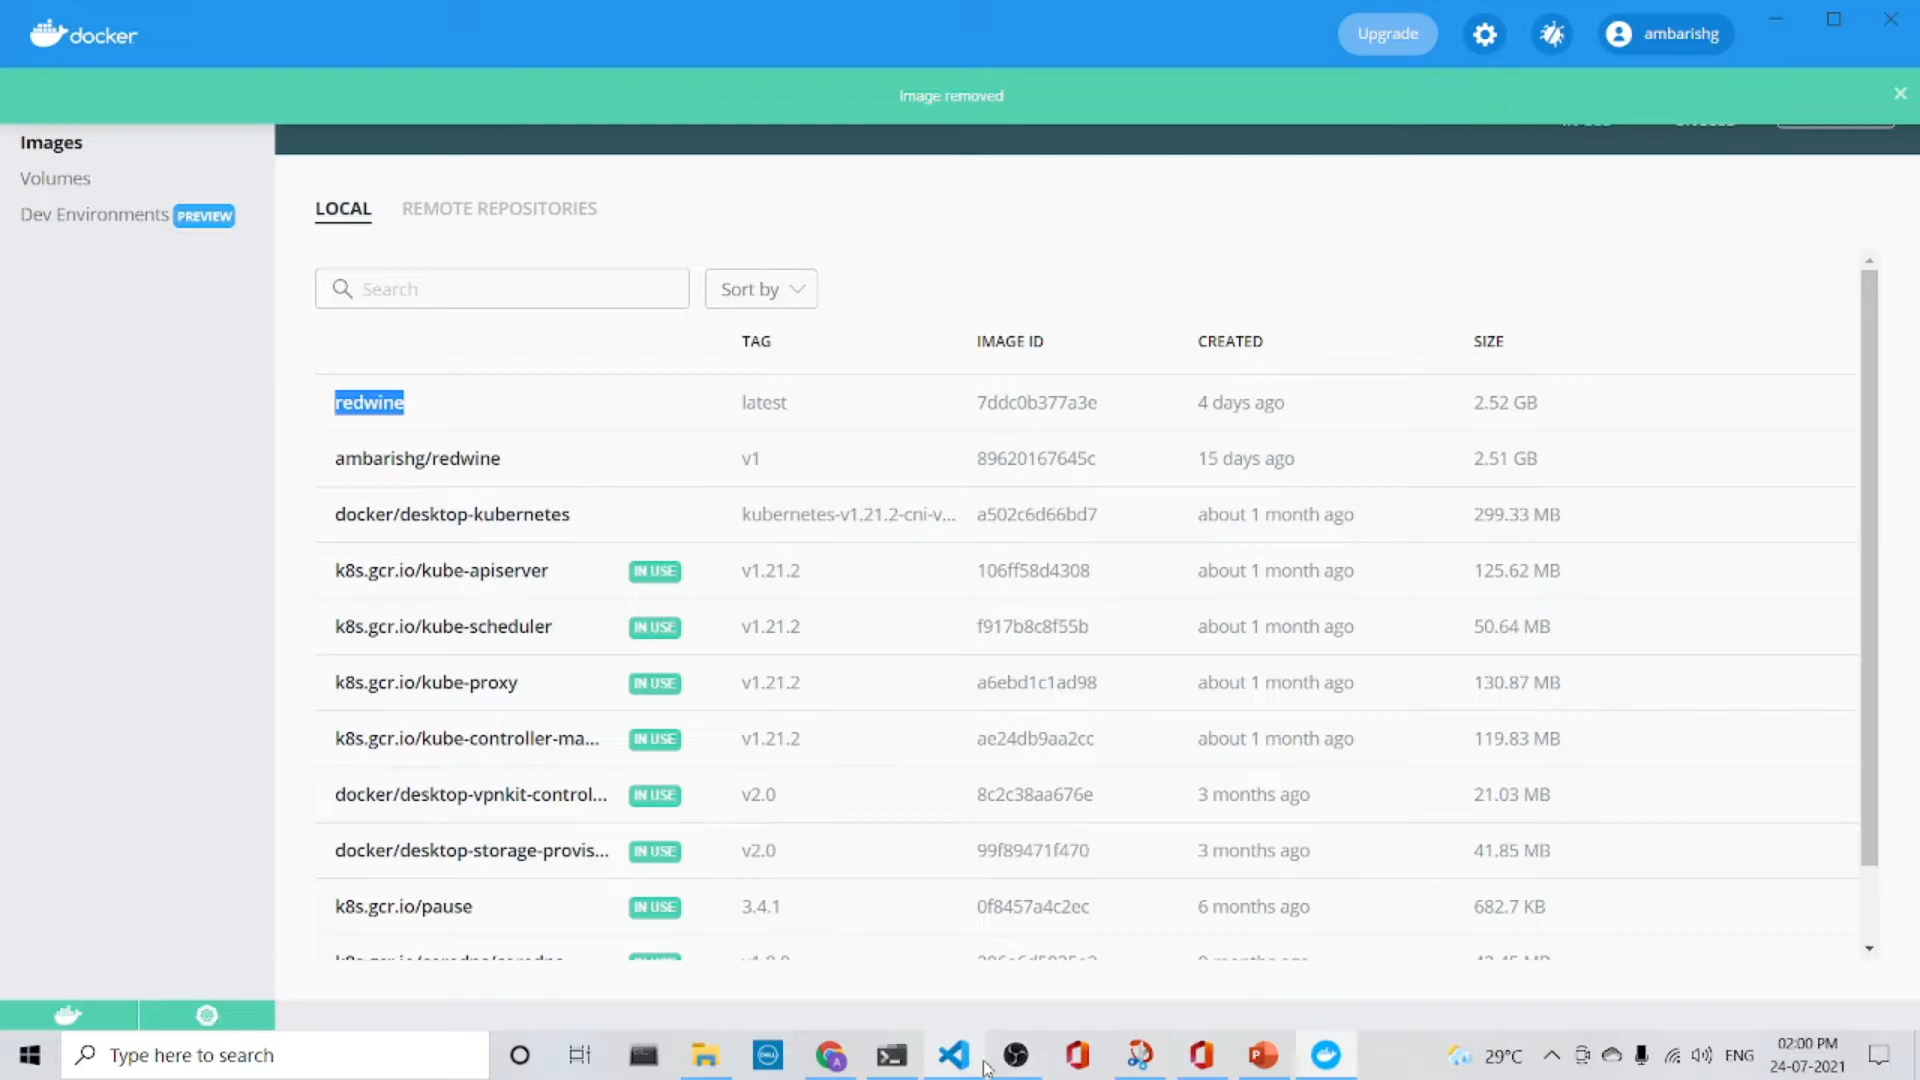 docker
Upgrade
ambarishg
Image removed
Images
Volumes
Dev Environments PREVIEW
LOCAL REMOTE REPOSITORIES
Search
Sort by
TAG IMAGE ID CREATED SIZE
redwine latest 7ddc0b377a3e 4 days ago 2.52 GB
ambarishg/redwine v1 89620167645c 15 days ago 2.51 GB
docker/desktop-kubernetes kubernetes-v1.21.2-cni-v... a502c6d66bd7 about 1 month ago 299.33 MB
k8s.gcr.io/kube-apiserver IN USE v1.21.2 106ff58d4308 about 1 month ago 125.62 MB
k8s.gcr.io/kube-scheduler IN USE v1.21.2 f917b8c8f55b about 1 month ago 50.64 MB
k8s.gcr.io/kube-proxy IN USE v1.21.2 a6ebd1c1ad98 about 1 month ago 130.87 MB
k8s.gcr.io/kube-controller-ma... IN USE v1.21.2 ae24db9aa2cc about 1 month ago 119.83 MB
docker/desktop-vpnkit-control... IN USE v2.0 8c2c38aa676e 3 months ago 21.03 MB
docker/desktop-storage-provis... IN USE v2.0 99f89471f470 3 months ago 41.85 MB
k8s.gcr.io/pause IN USE 3.4.1 0f8457a4c2ec 6 months ago 682.7 KB
Type here to search
DELL
29°C
ENG
02:00 PM
24-07-2021